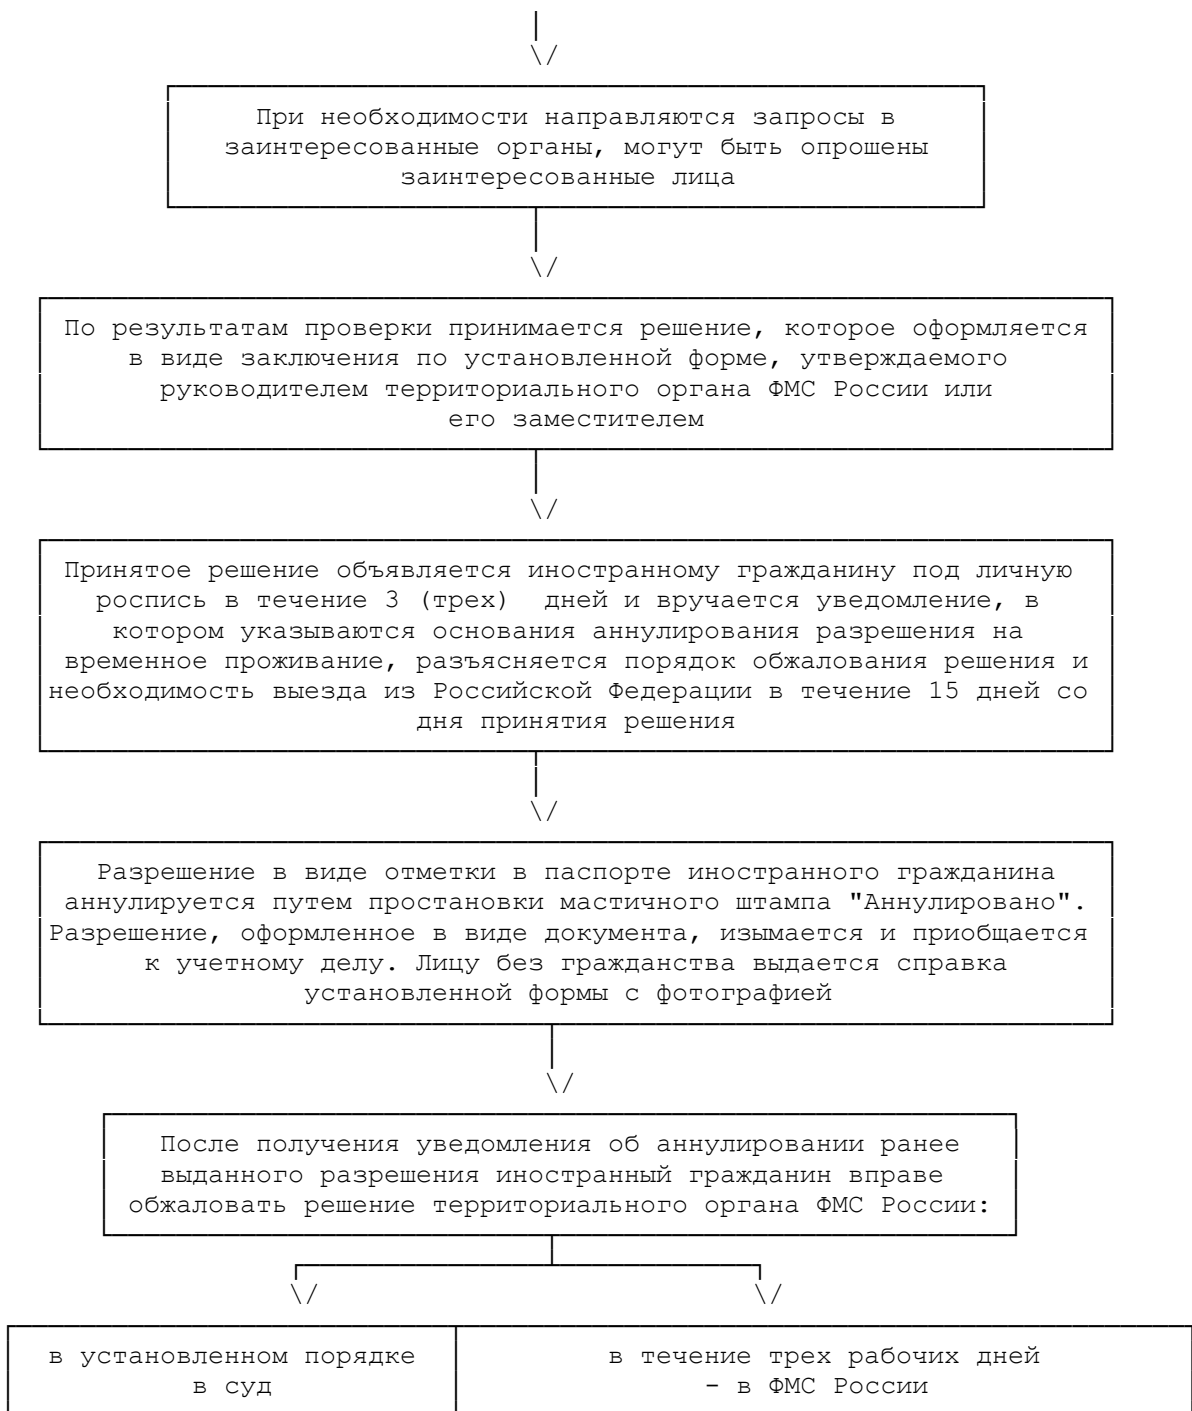 При необходимости направляются запросы в
заинтересованные органы, могут быть опрошены
заинтересованные лица
По результатам проверки принимается решение, которое оформляется
в виде заключения по установленной форме, утверждаемого
руководителем территориального органа ФМС России или
его заместителем
Принятое решение объявляется иностранному гражданину под личную
роспись в течение 3 (трех) дней и вручается уведомление, в
котором указываются основания аннулирования разрешения на
временное проживание, разъясняется порядок обжалования решения и
необходимость выезда из Российской Федерации в течение 15 дней со
дня принятия решения
Разрешение в виде отметки в паспорте иностранного гражданина
аннулируется путем простановки мастичного штампа "Аннулировано".
Разрешение, оформленное в виде документа, изымается и приобщается
к учетному делу. Лицу без гражданства выдается справка
установленной формы с фотографией
После получения уведомления об аннулировании ранее
выданного разрешения иностранный гражданин вправе
обжаловать решение территориального органа ФМС России:
в установленном порядке
в суд
в течение трех рабочих дней
- в ФМС России